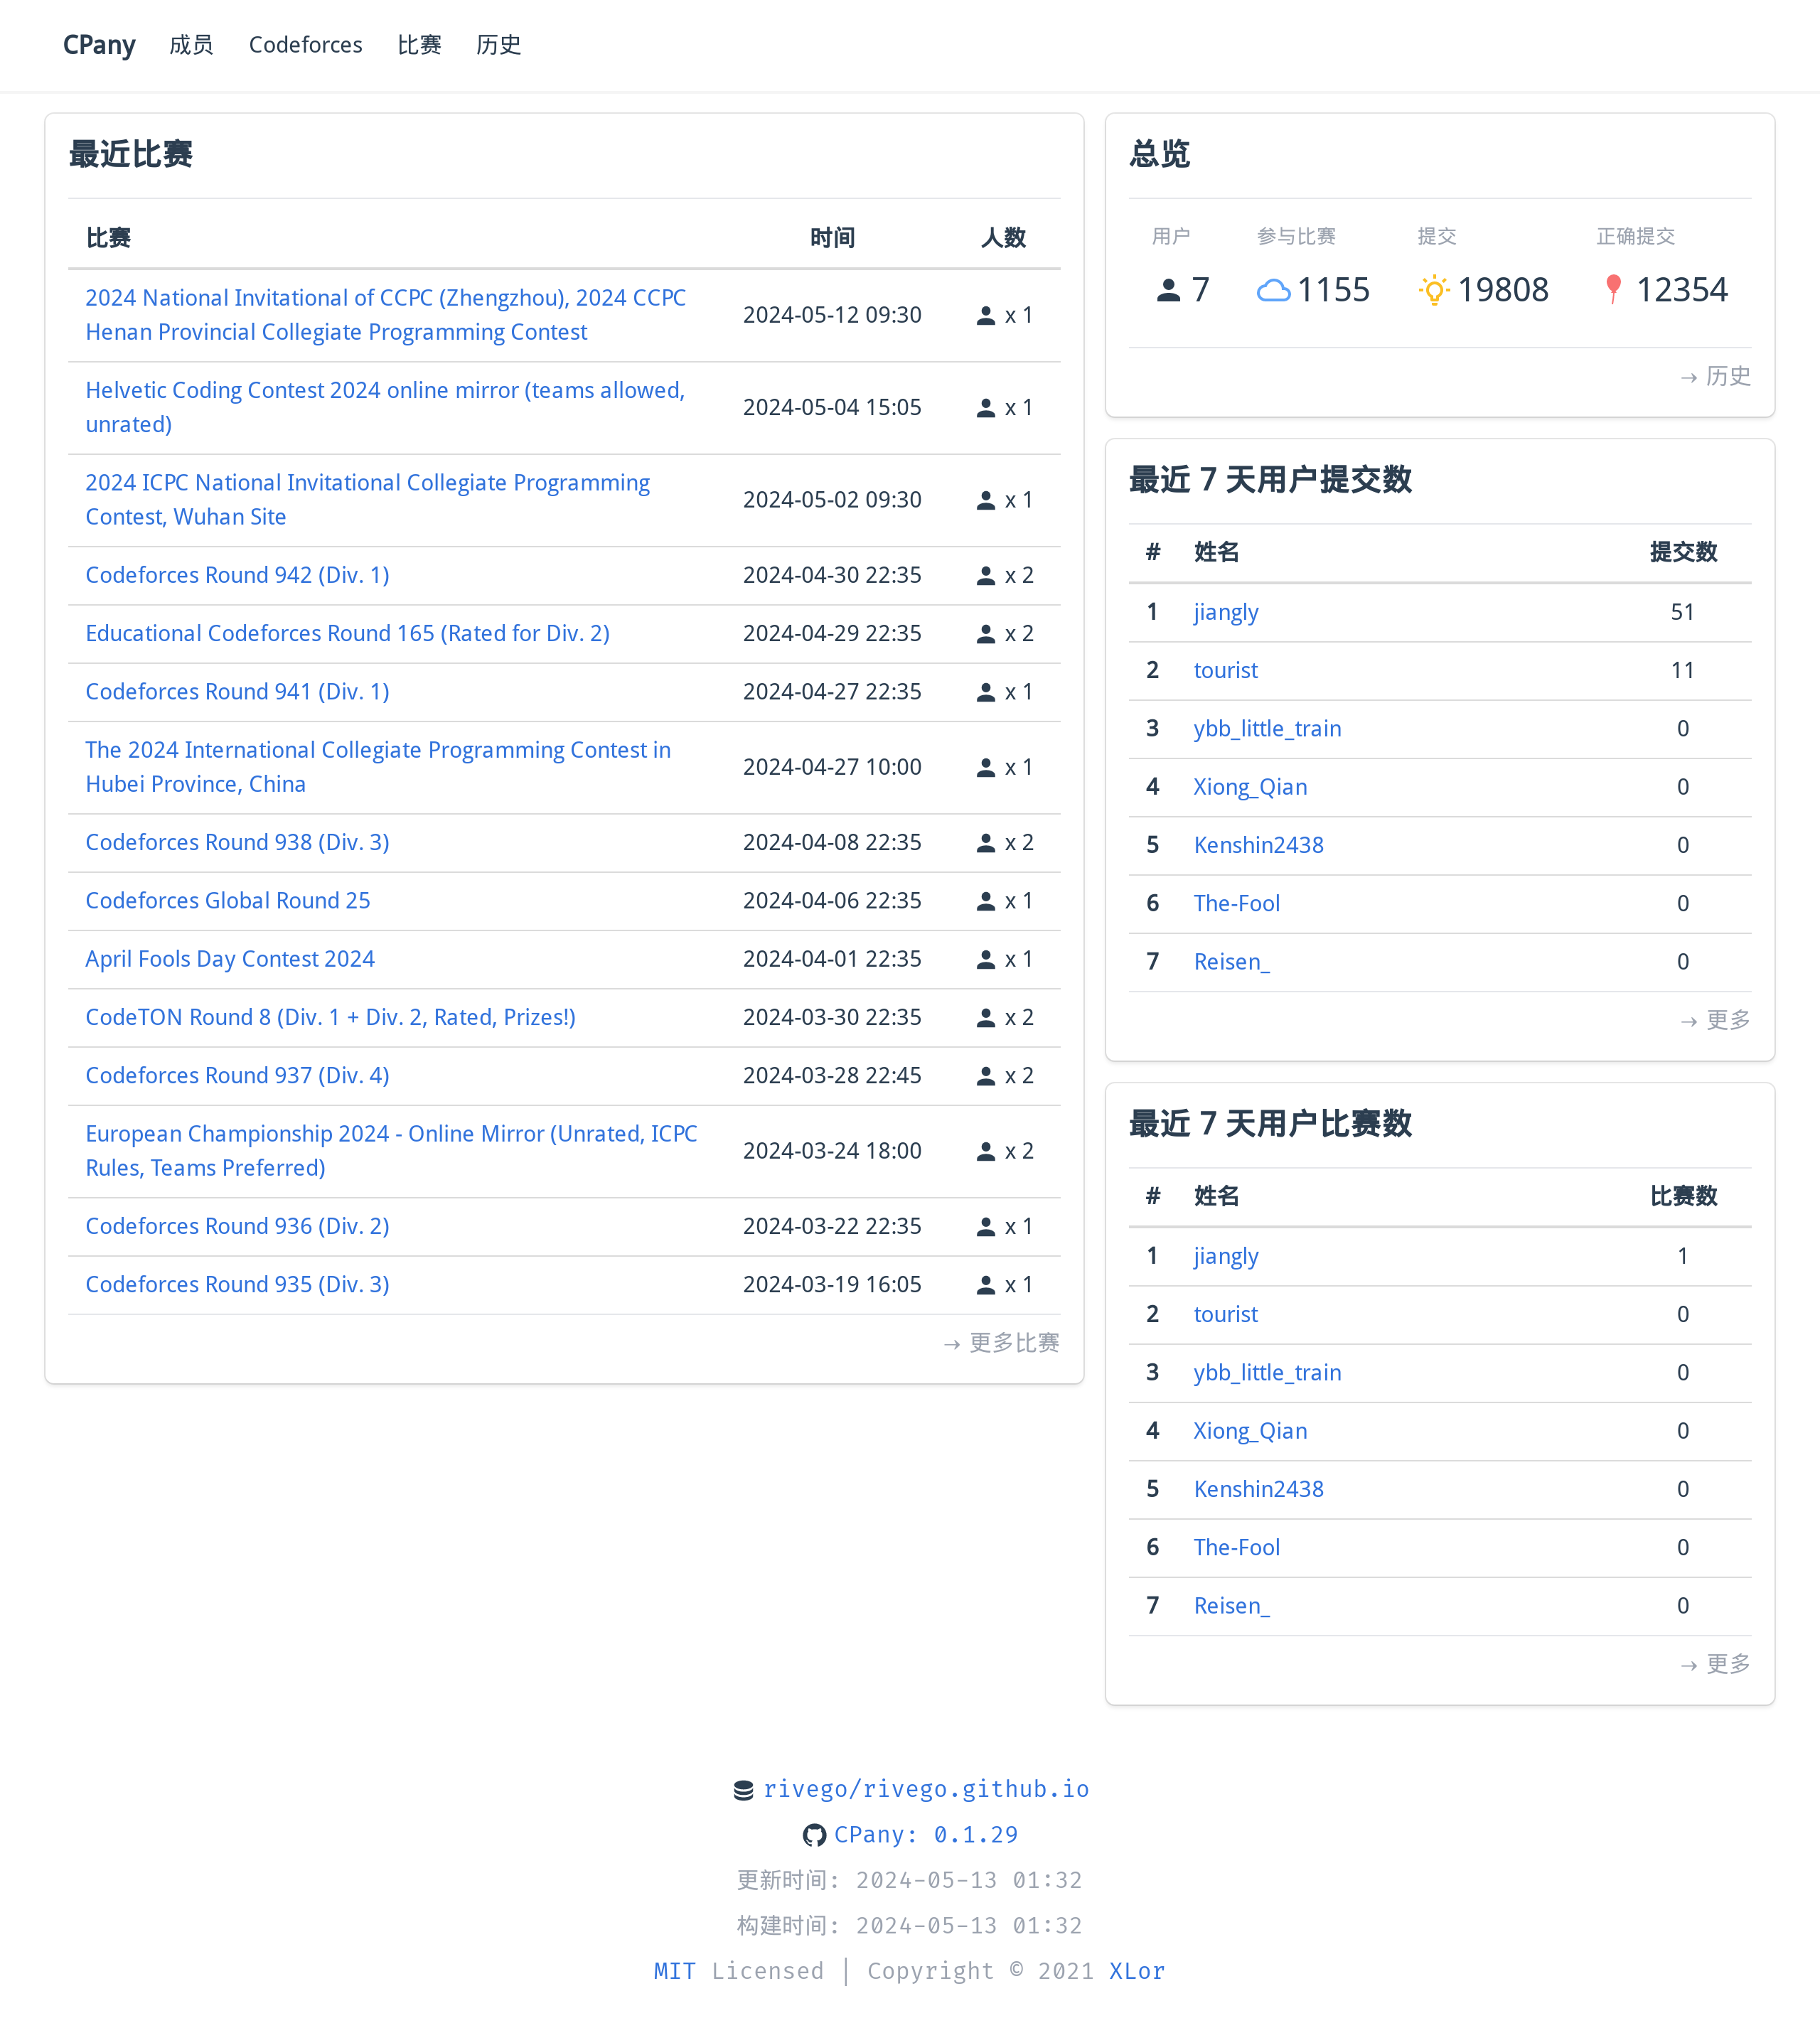 CPany 成员 Codeforces 比赛 历史
最近比赛
比赛 时间 人数
2024 National Invitational of CCPC (Zhengzhou), 2024 CCPC
Henan Provincial Collegiate Programming Contest
2024-05-12 09:30 x 1
Helvetic Coding Contest 2024 online mirror (teams allowed,
unrated)
2024-05-04 15:05 x 1
2024 ICPC National Invitational Collegiate Programming
Contest, Wuhan Site
2024-05-02 09:30 x 1
Codeforces Round 942 (Div. 1) 2024-04-30 22:35 x 2
Educational Codeforces Round 165 (Rated for Div. 2) 2024-04-29 22:35 x 2
Codeforces Round 941 (Div. 1) 2024-04-27 22:35 x 1
The 2024 International Collegiate Programming Contest in
Hubei Province, China
2024-04-27 10:00 x 1
Codeforces Round 938 (Div. 3) 2024-04-08 22:35 x 2
Codeforces Global Round 25 2024-04-06 22:35 x 1
April Fools Day Contest 2024 2024-04-01 22:35 x 1
CodeTON Round 8 (Div. 1 + Div. 2, Rated, Prizes!) 2024-03-30 22:35 x 2
Codeforces Round 937 (Div. 4) 2024-03-28 22:45 x 2
European Championship 2024 - Online Mirror (Unrated, ICPC
Rules, Teams Preferred)
2024-03-24 18:00 x 2
Codeforces Round 936 (Div. 2) 2024-03-22 22:35 x 1
Codeforces Round 935 (Div. 3) 2024-03-19 16:05 x 1
→ 更多比赛
总览
用户 参与比赛 提交 正确提交
7 1155 19808 12354
→ 历史
最近 7 天用户提交数
# 姓名 提交数
1 jiangly 51
2 tourist 11
3 ybb_little_train 0
4 Xiong_Qian 0
5 Kenshin2438 0
6 The-Fool 0
7 Reisen_ 0
→ 更多
最近 7 天用户比赛数
# 姓名 比赛数
1 jiangly 1
2 tourist 0
3 ybb_little_train 0
4 Xiong_Qian 0
5 Kenshin2438 0
6 The-Fool 0
7 Reisen_ 0
→ 更多
rivego/rivego.github.io
CPany: 0.1.29
更新时间: 2024-05-13 01:32
构建时间: 2024-05-13 01:32
MIT Licensed | Copyright © 2021 XLor